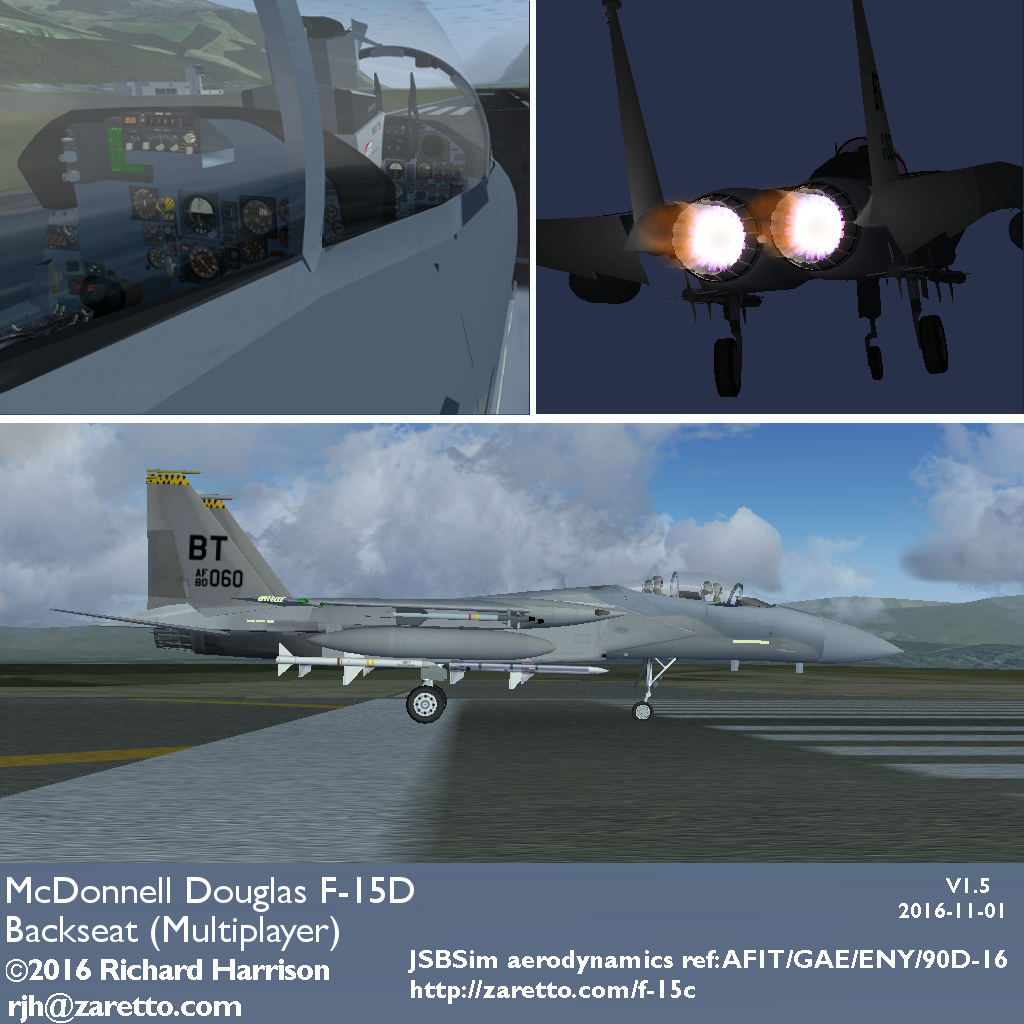 BT
AF
80 060
McDonnell Douglas F-15D
Backseat (Multiplayer)
©2016 Richard Harrison
rjh@zaretto.com
V1.5
2016-11-01
JSBSim aerodynamics ref:AFIT/GAE/ENY/90D-16
http://zaretto.com/f-15c